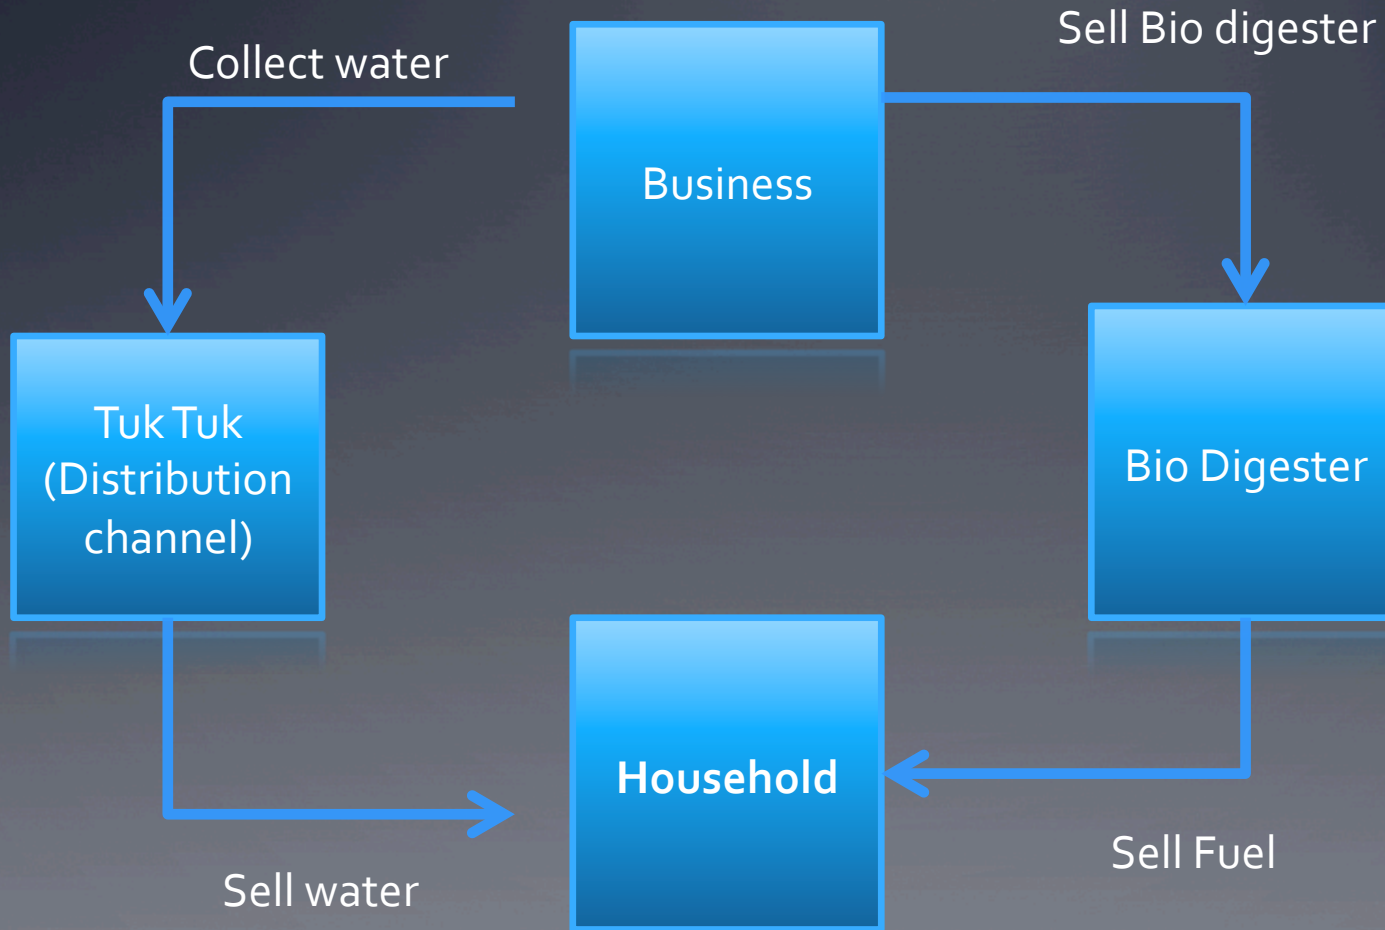 Sell Bio digester
Collect water
Business
Tuk Tuk
(Distribution
channel)
Bio Digester
Household
Sell Fuel
Sell water